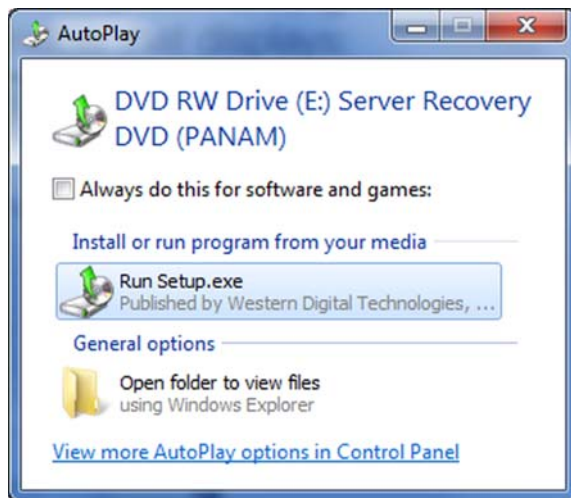 AutoPlay
DVD RW Drive (E:) Server Recovery
DVD (PANAM)
Always do this for software and games:
Install or run program from your media
Run Setup.exe
Published by Western Digital Technologies, ...
General options
Open folder to view files
using Windows Explorer
View more AutoPlay options in Control Panel